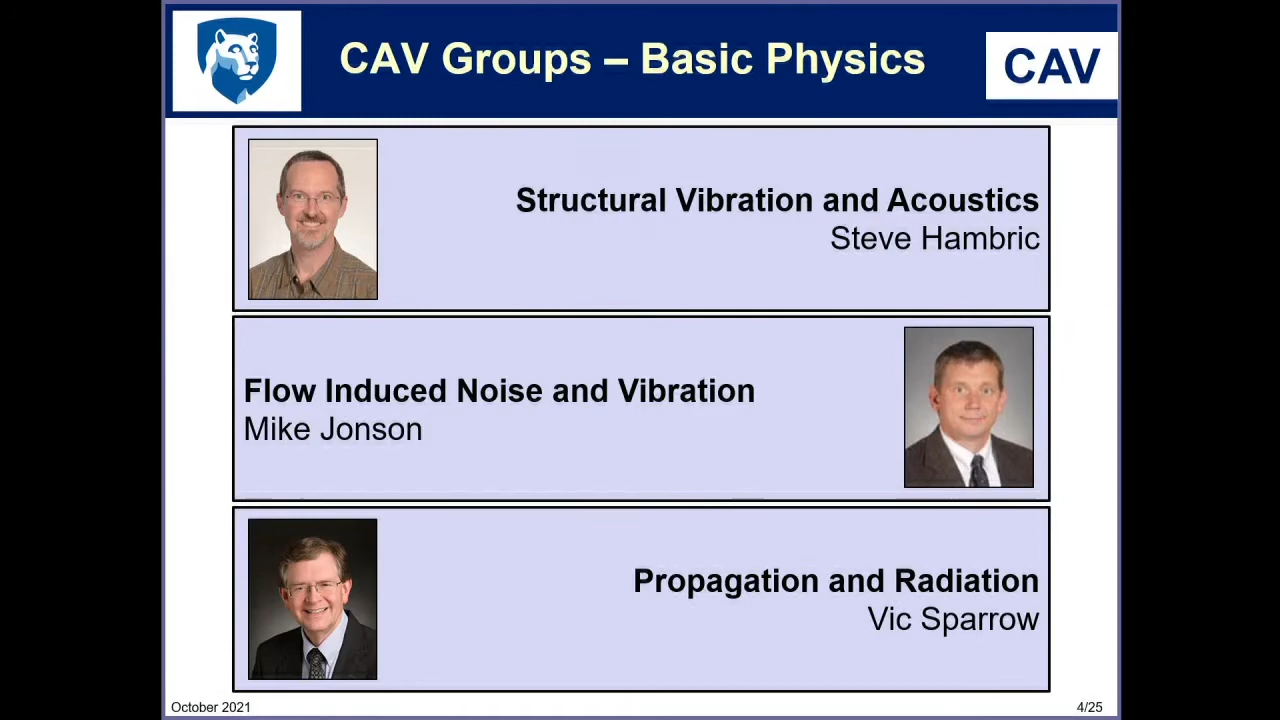 CAV Groups – Basic Physics
CAV
Structural Vibration and Acoustics
Steve Hambric
Flow Induced Noise and Vibration
Mike Jonson
Propagation and Radiation
Vic Sparrow
October 2021
4/25